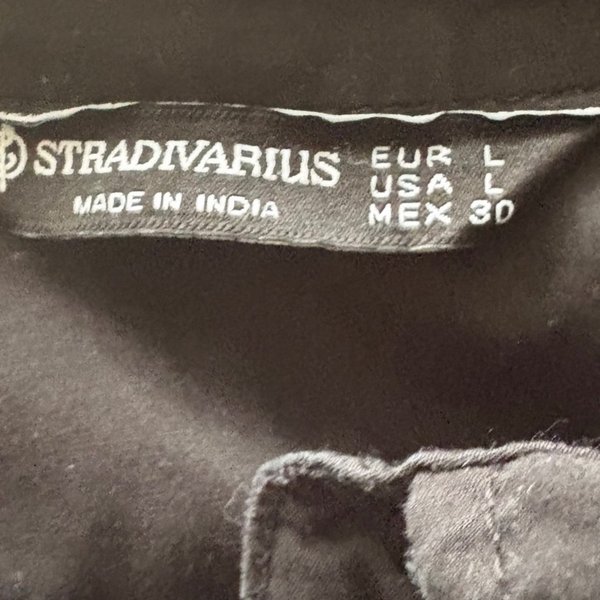 STRADIVARIUS
MADE IN INDIA
EUR L
USA L
MEX 30